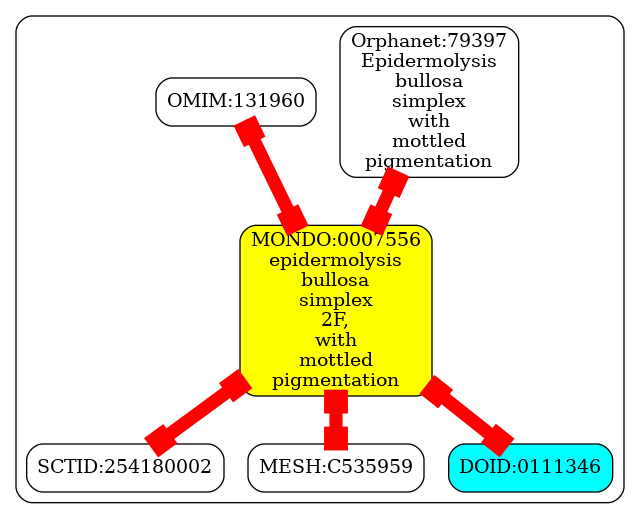 Orphanet:79397
Epidermolysis
bullosa
simplex
with
mottled
pigmentation
OMIM:131960
MONDO:0007556
epidermolysis
bullosa
simplex
2F,
with
mottled
pigmentation
SCTID:254180002
MESH:C535959
DOID:0111346